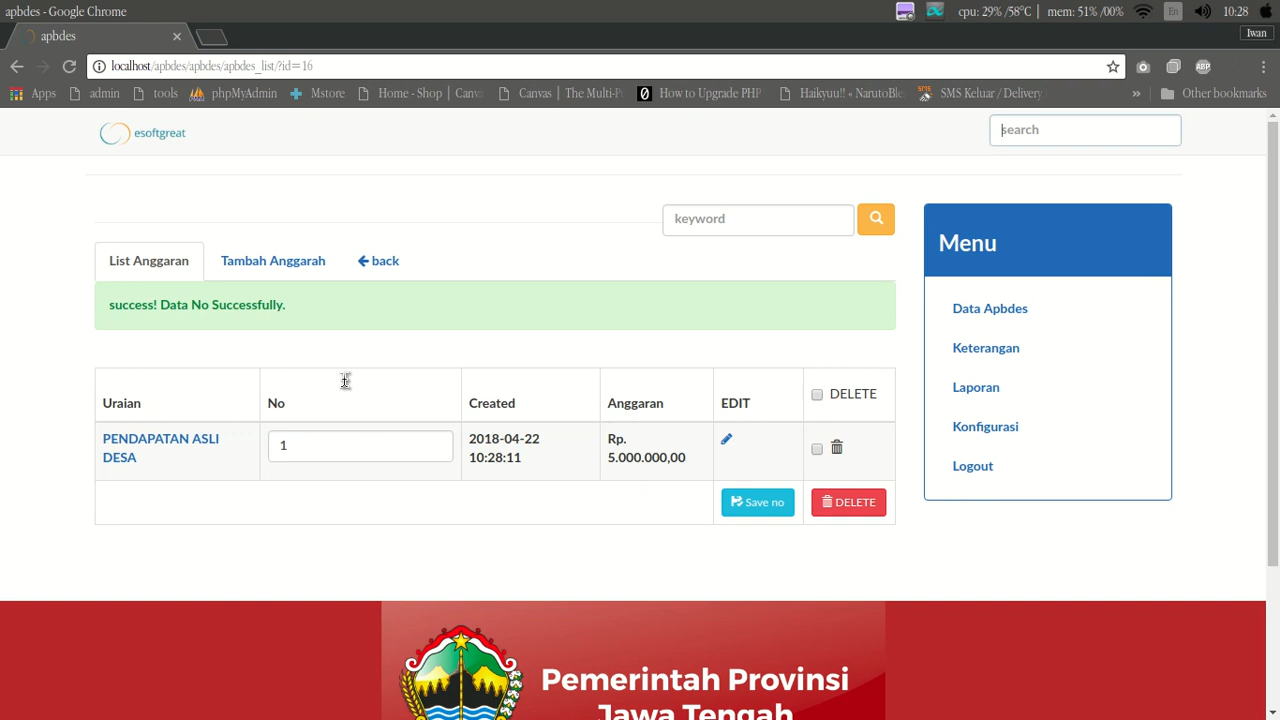 apbdes - Google Chrome
cpu: 29% /58°C | mem: 51% /00%
En
10:28
apbdes
Iwan
localhost/apbdes/apbdes/apbdes_list/?id=16
ABP
Apps
admin
tools
phpMyAdmin
Mstore
Home - Shop | Canv
Canvas | The Multi-P
How to Upgrade PHP
Haikyuu!! « NarutoBle
SMS Keluar / Delivery
»
Other bookmarks
esoftgreat
search
keyword
Menu
List Anggaran
Tambah Anggarah
back
success! Data No Successfully.
Data Apbdes
Keterangan
Laporan
Konfigurasi
Logout
Uraian
No
Created
Anggaran
EDIT
DELETE
PENDAPATAN ASLI
DESA
1
2018-04-22
10:28:11
Rp.
5.000.000,00
Save no
DELETE
Pemerintah Provinsi
Jawa Tengah